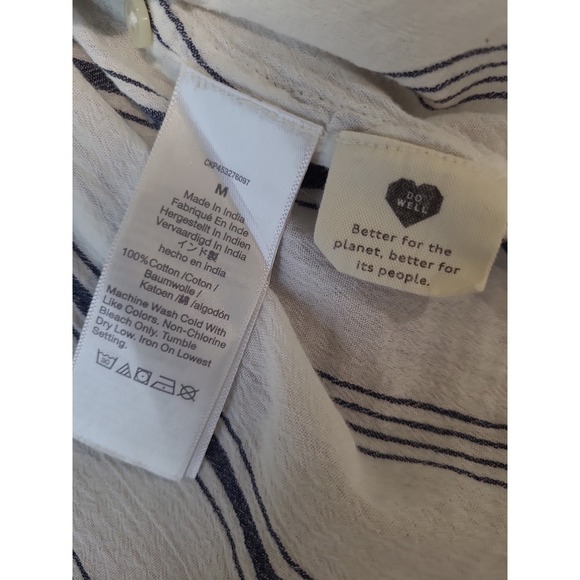 CKP453276097
M
Made In India
Fabriqué En Inde
Hergestellt In Indien
Vervaardigd In India
インド製
hecho en india
100%Cotton /Coton /
Baumwolle /
Katoen /綿 /algodón
Machine Wash Cold With
Like Colors. Non-Chlorine
Bleach Only. Tumble
Dry Low. Iron On Lowest
Setting.
30
DO
WELL
Better for the
planet, better for
its people.